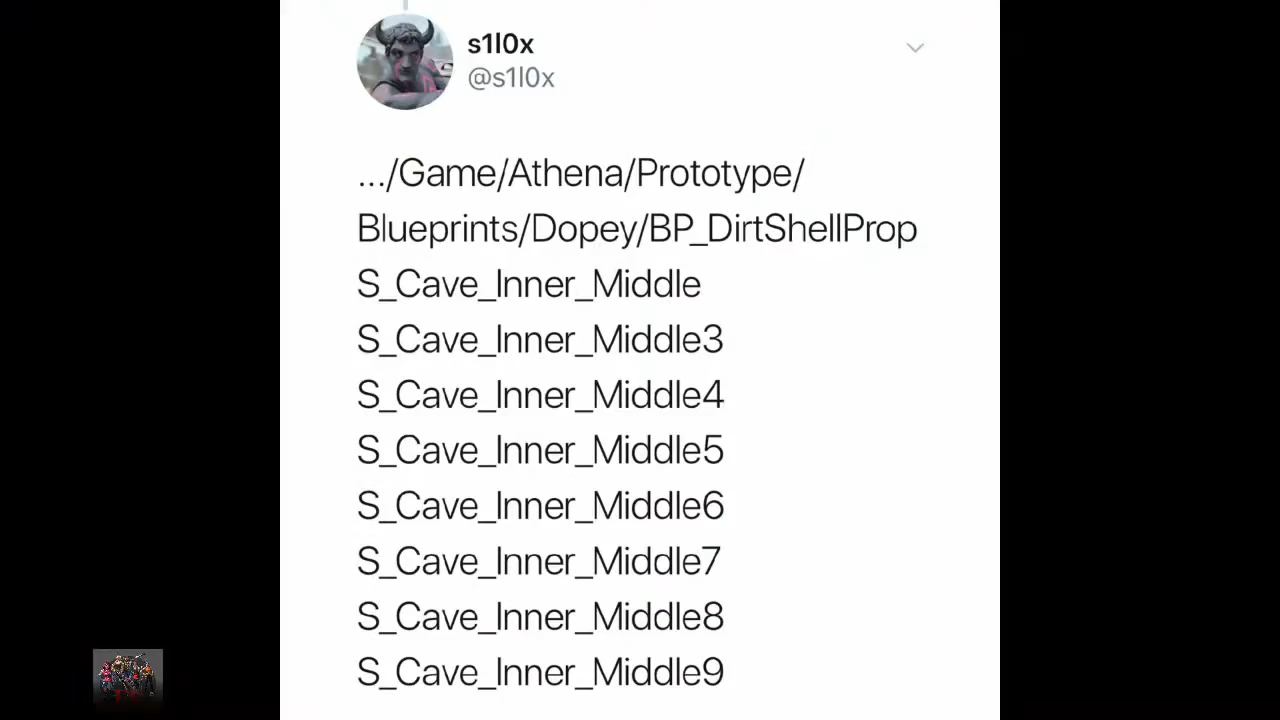 s1l0x
@s1l0x
.../Game/Athena/Prototype/
Blueprints/Dopey/BP_DirtShellProp
S_Cave_Inner_Middle
S_Cave_Inner_Middle3
S_Cave_Inner_Middle4
S_Cave_Inner_Middle5
S_Cave_Inner_Middle6
S_Cave_Inner_Middle7
S_Cave_Inner_Middle8
S_Cave_Inner_Middle9